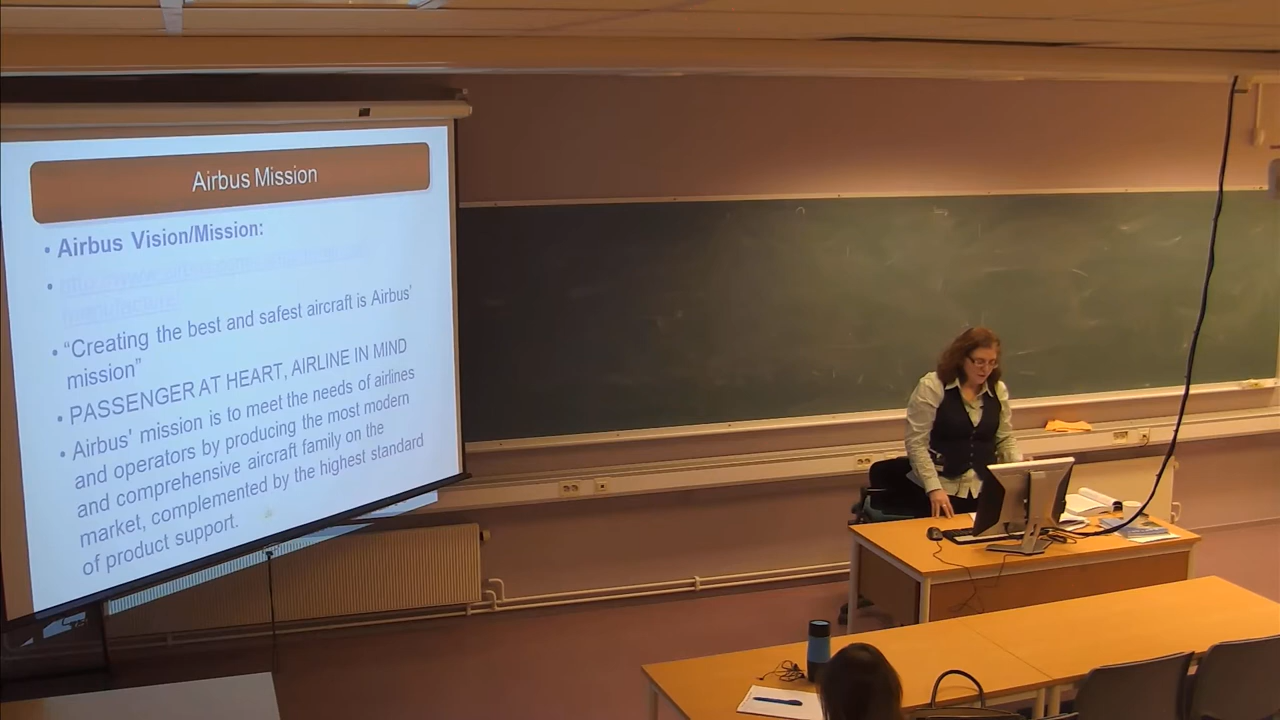 Airbus Mission
• Airbus Vision/Mission:
• “Creating the best and safest aircraft is Airbus’
mission”
• PASSENGER AT HEART, AIRLINE IN MIND
• Airbus’ mission is to meet the needs of airlines
and operators by producing the most modern
and comprehensive aircraft family on the
market, complemented by the highest standard
of product support.